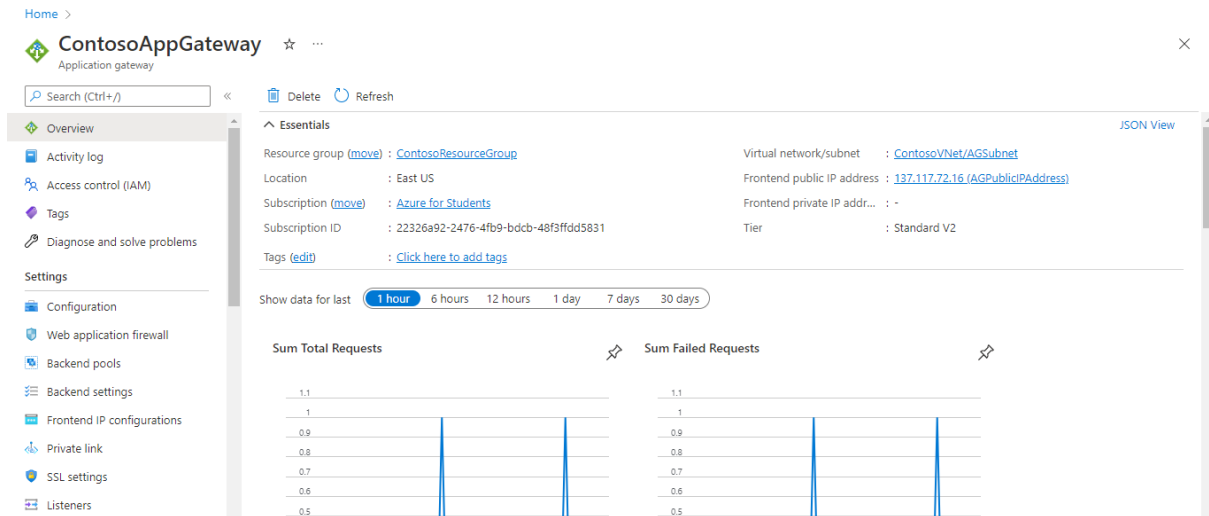 Home >
ContosoAppGateway
Application gateway
Search (Ctrl+/)
Overview
Activity log
Access control (IAM)
Tags
Diagnose and solve problems
Settings
Configuration
Web application firewall
Backend pools
Backend settings
Frontend IP configurations
Private link
SSL settings
Listeners
Delete Refresh
Essentials JSON View
Resource group (move) : ContosoResourceGroup
Location : East US
Subscription (move) : Azure for Students
Subscription ID : 22326a92-2476-4fb9-bdcb-48f3ffdd5831
Tags (edit) : Click here to add tags
Virtual network/subnet : ContosoVNet/AGSubnet
Frontend public IP address : 137.117.72.16 (AGPublicIPAddress)
Frontend private IP addr... : -
Tier : Standard V2
Show data for last 1 hour 6 hours 12 hours 1 day 7 days 30 days
Sum Total Requests
1.1
1
0.9
0.8
0.7
0.6
0.5
Sum Failed Requests
1.1
1
0.9
0.8
0.7
0.6
0.5